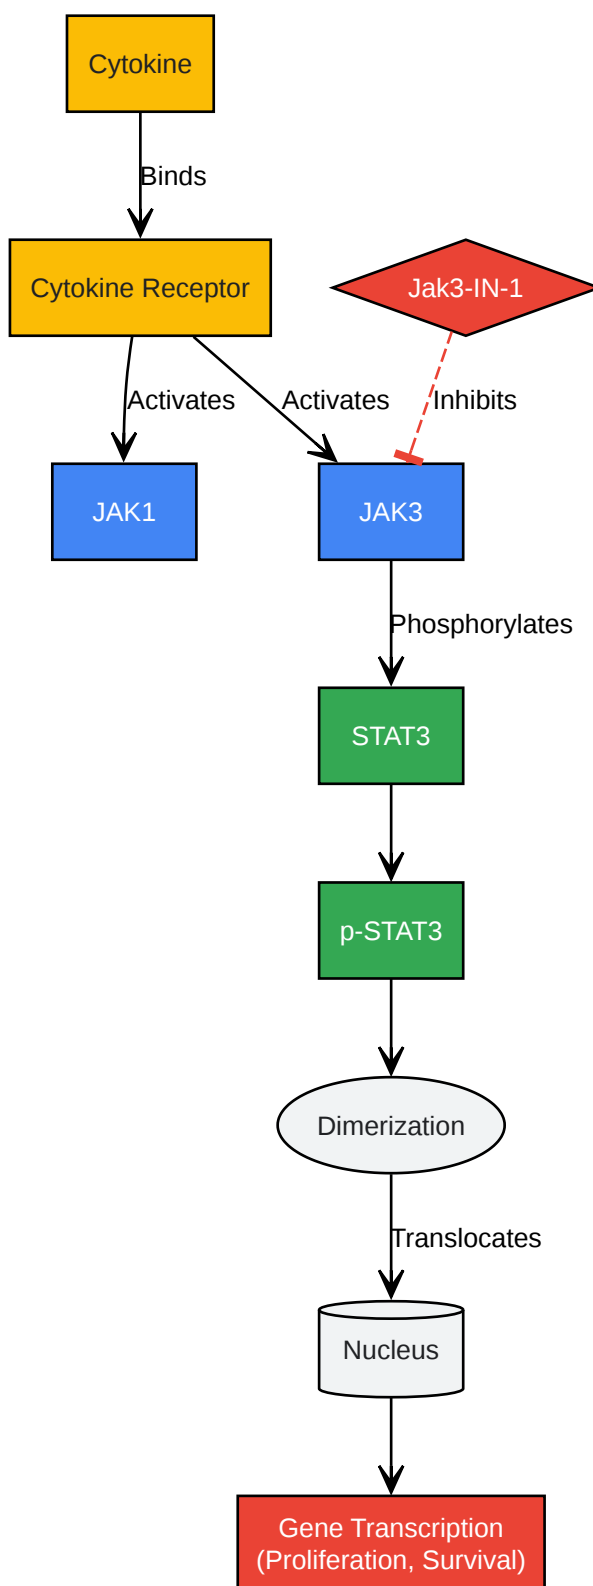 Cytokine
Binds
Cytokine Receptor
Jak3-IN-1
Activates
Activates
Inhibits
JAK1
JAK3
Phosphorylates
STAT3
p-STAT3
Dimerization
Translocates
Nucleus
Gene Transcription
(Proliferation, Survival)